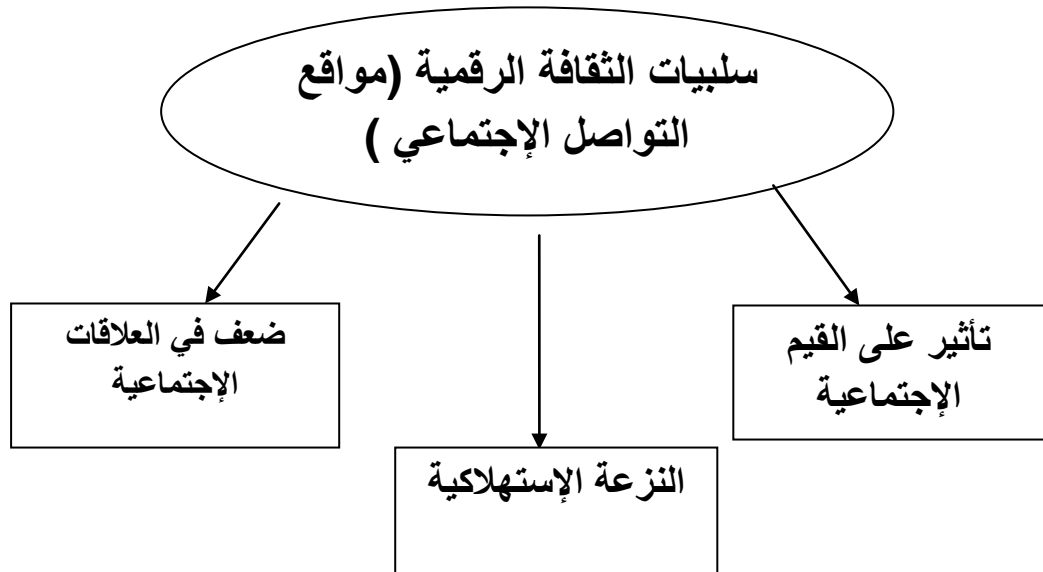 سلبيات الثقافة الرقمية (مواقع
التواصل الإجتماعي )
تأثير على القيم
الإجتماعية
النزعة الإستهلاكية
ضعف في العلاقات
الإجتماعية